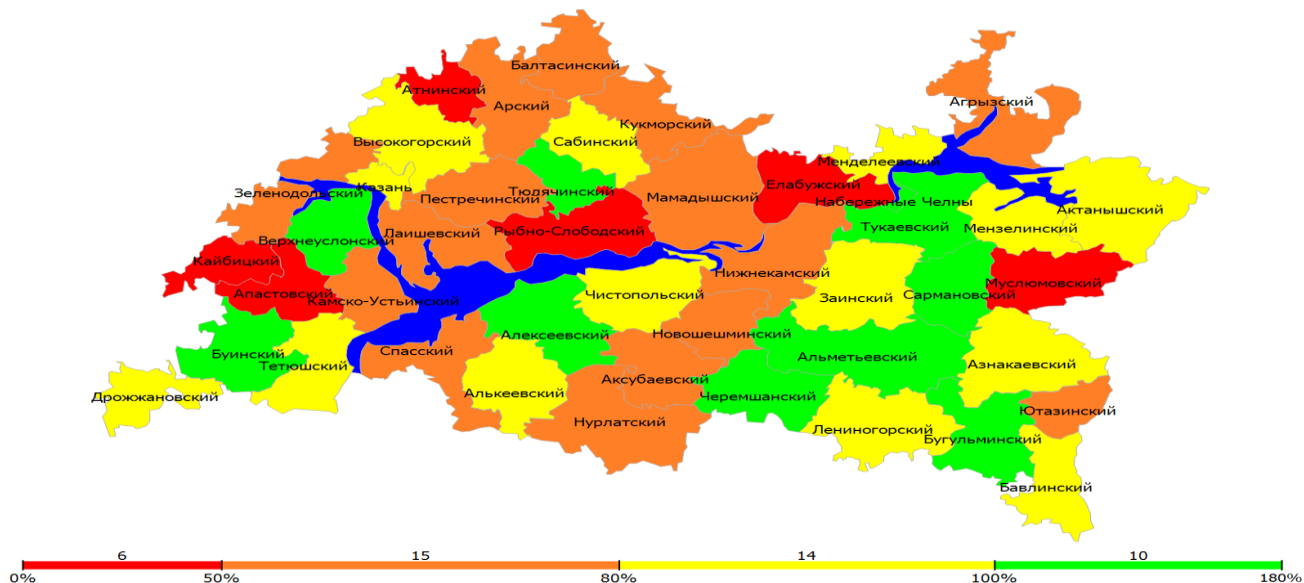 Балтасинский
Атнинский
Арский
Агрызский
Кукморский
Высокогорский
Сабинский
Менделеевский
Казань
Елабужский
Зеленодольский
Тюлячинский
Пестречинский
Мамадышский
Набережные Челны
Актанышский
Тукаевский
Мензелинский
Лаишевский
Рыбно-Слободский
Верхнеуслонский
Кайбицкий
Нижнекамский
Муслюмовский
Апастовский
Камско-Устьинский
Чистопольский
Заинский
Сармановский
Алексеевский
Новошешминский
Буинский
Спасский
Альметьевский
Тетюшский
Азнакаевский
Аксубаевский
Дрожжановский
Алькеевский
Черемшанский
Ютазинский
Нурлатский
Лениногорский
Бугульминский
Бавлинский
6 15 14 10
0% 50% 80% 100% 180%